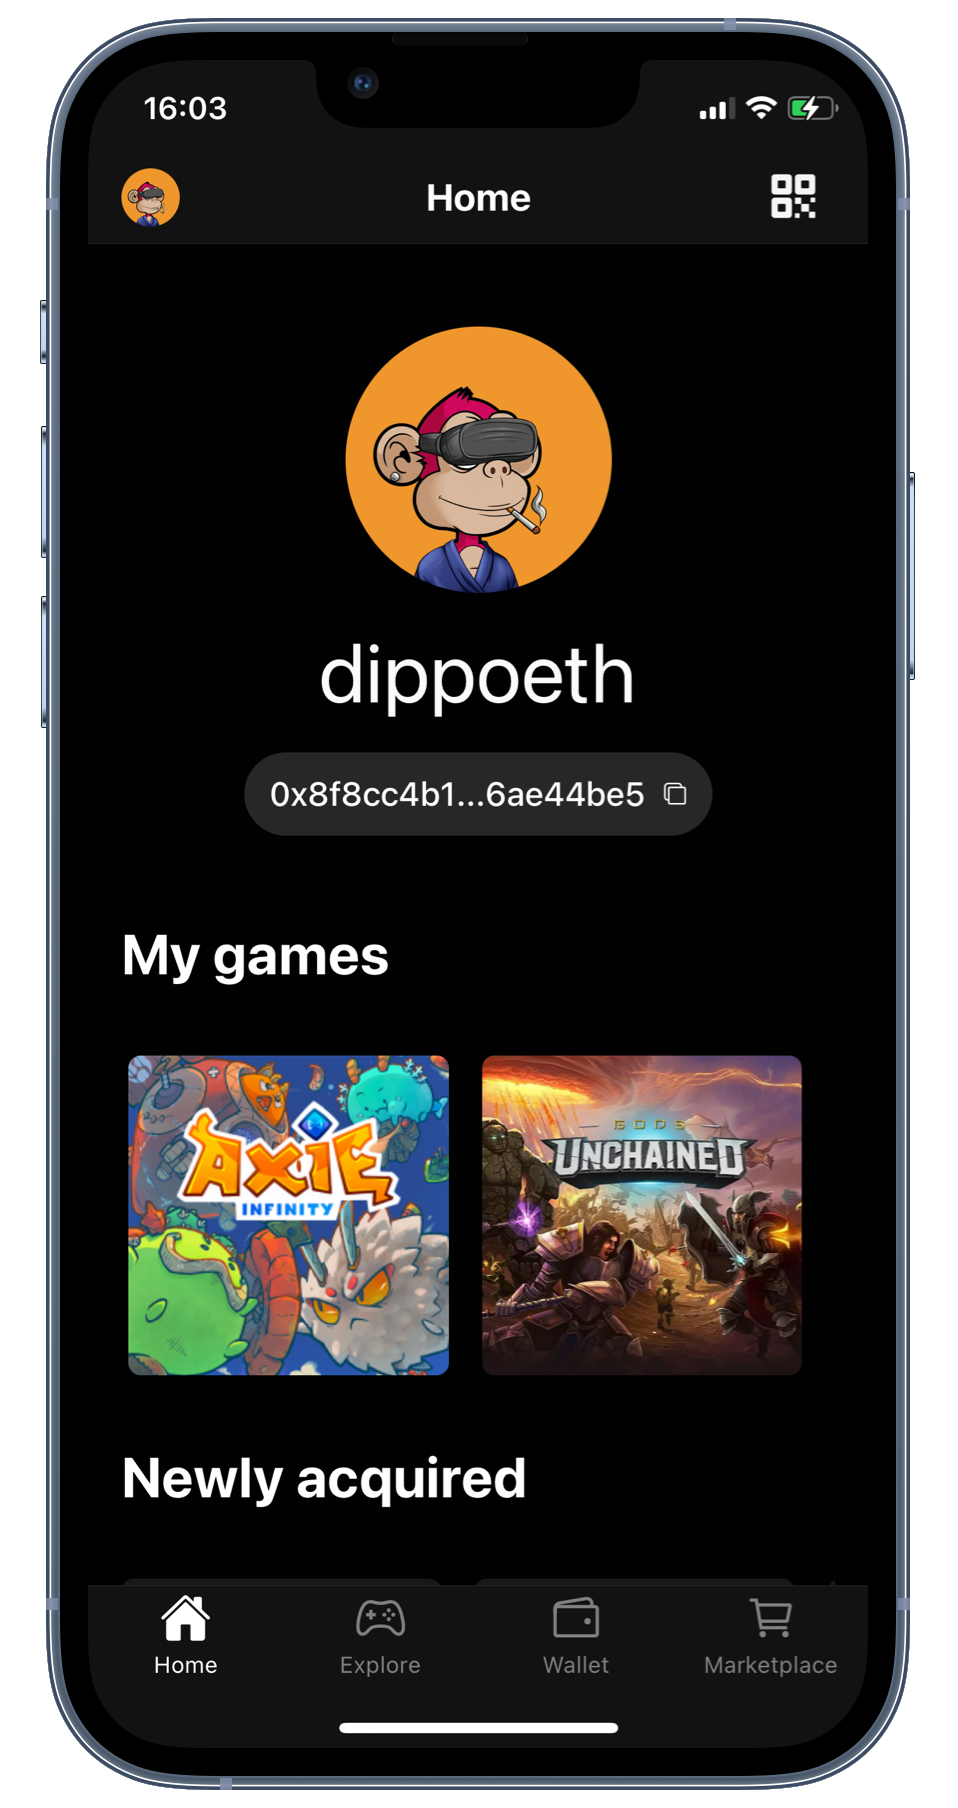 16:03
Home
dippoeth
0x8f8cc4b1...6ae44be5
My games
AXIE
INFINITY
GODS
UNCHAINED
Newly acquired
Home
Explore
Wallet
Marketplace